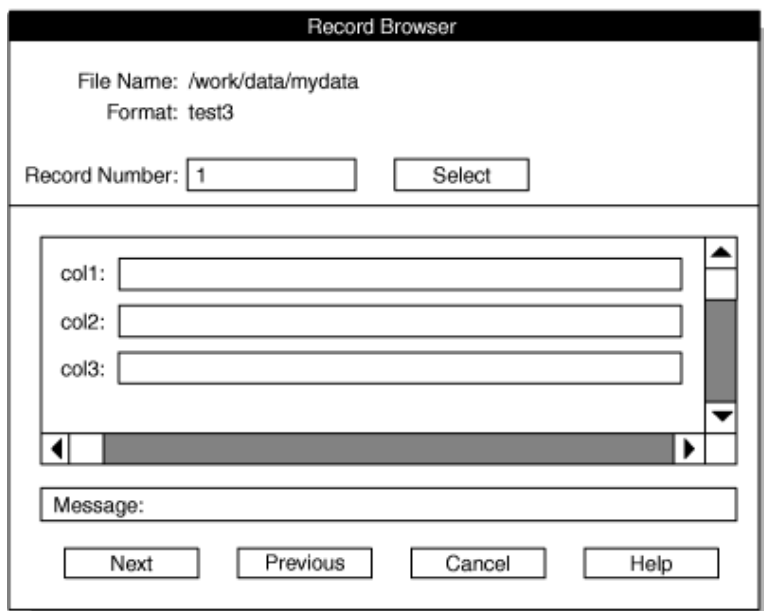 Record Browser
File Name: /work/data/mydata
Format: test3
Record Number: 1 Select
col1:
col2:
col3:
Message:
Next Previous Cancel Help